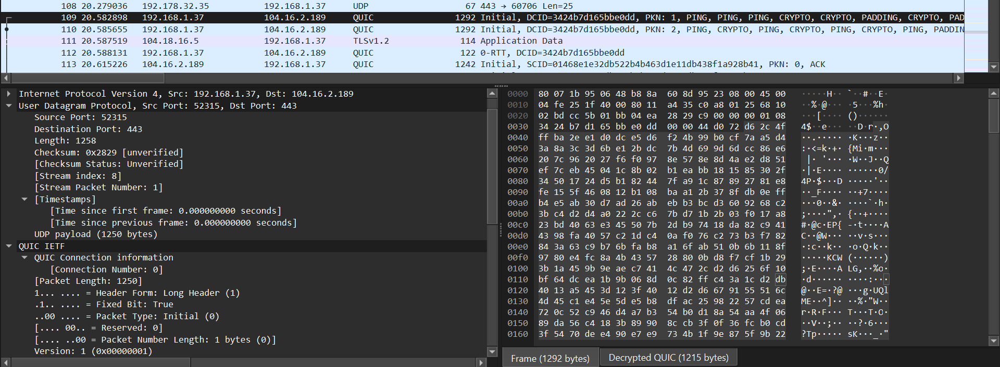 108 20.279036 192.178.32.35 192.168.1.37 UDP 67 443 → 60706 Len=25
109 20.582898 192.168.1.37 104.16.2.189 QUIC 1292 Initial, DCID=3424b7d165bbe0dd, PKN: 1, PING, PING, PING, CRYPTO, CRYPTO, PADDING, CRYPTO, PAD
110 20.585655 192.168.1.37 104.16.2.189 QUIC 1292 Initial, DCID=3424b7d165bbe0dd, PKN: 2, PING, CRYPTO, PING, CRYPTO, PING, CRYPTO, PING, PADDIN
111 20.587519 104.18.16.5 192.168.1.37 TLSv1.2 114 Application Data
112 20.588131 192.168.1.37 104.16.2.189 QUIC 122 0-RTT, DCID=3424b7d165bbe0dd
113 20.615226 104.16.2.189 192.168.1.37 QUIC 1242 Initial, SCID=01468e1e32db522b4b463d1e11db438f1a928b41, PKN: 0, ACK
Internet Protocol Version 4, Src: 192.168.1.37, Dst: 104.16.2.189
User Datagram Protocol, Src Port: 52315, Dst Port: 443
Source Port: 52315
Destination Port: 443
Length: 1258
Checksum: 0x2829 [unverified]
[Checksum Status: Unverified]
[Stream index: 8]
[Stream Packet Number: 1]
[Timestamps]
[Time since first frame: 0.000000000 seconds]
[Time since previous frame: 0.000000000 seconds]
UDP payload (1250 bytes)
QUIC IETF
QUIC Connection information
[Connection Number: 0]
[Packet Length: 1250]
1... .... = Header Form: Long Header (1)
.1.. .... = Fixed Bit: True
..00 .... = Packet Type: Initial (0)
[.... 00.. = Reserved: 0]
[.... ..00 = Packet Number Length: 1 bytes (0)]
Version: 1 (0x00000001)
0000 80 07 1b 95 06 48 b8 8a 60 8d 95 23 08 00 45 00 ·····H·· `··#··E·
0010 04 fe 25 1f 40 00 80 11 a4 35 c0 a8 01 25 68 10 ··%·@··· ·5···%h·
0020 02 bd cc 5b 01 bb 04 ea 28 29 c9 00 00 00 01 08 ···[···· ()······
0030 34 24 b7 d1 65 bb e0 dd 00 00 44 d0 72 d6 2c 4f 4$··e··· ··D·r·,O
0040 ff ba 2e e1 d0 dc e5 d6 f2 4b 99 b0 cf 7a a5 d4 ··.····· ·K···z··
0050 3a 8a 3c 3d 6b e1 2b dc 7b 4d 69 9d 6d cc 86 e6 :·<=k·+· {Mi·m···
0060 20 7c 96 20 27 f6 f0 97 8e 57 8e 8d 4a e2 d8 51 |· '··· ·W··J··Q
0070 ef 7c eb 45 04 1c 8b 02 b1 ea bb 18 15 85 30 2f ·|·E···· ······0/
0080 34 50 17 24 d5 b1 82 44 7f a9 1c 87 89 27 81 e8 4P·$···D ·····'··
0090 fe 15 5f 46 08 12 b1 08 ba a1 2b 37 8f db 0e ff ··_F···· ··+7····
00a0 b4 e5 ab 30 d7 ad 26 ab eb b3 bc d3 60 92 68 c2 ···0··&· ····`·h·
00b0 3b c4 d2 d4 a0 22 2c c6 7b d7 1b 2b 03 f0 17 a8 ;····",· {··+····
00c0 23 bd 40 63 e3 45 50 7b 2d b9 74 18 da 82 c9 41 #·@c·EP{ -·t····A
00d0 43 98 fa 40 57 c2 1d c4 0a f0 76 c2 73 b3 f7 82 C··@W··· ··v·s···
00e0 84 3a 63 c9 b7 6b fa b8 a1 6f ab 51 0b 6b 11 8f ·:c··k·· ·o·Q·k··
00f0 97 80 e4 fc 8a 4b 43 57 28 80 0b d8 f7 cf 1b 29 ·····KCW (······)
0100 3b 1a 45 9b 9e ae c7 41 4c 47 2c d2 d6 25 6f 10 ;·E····A LG,··%o·
0110 bf 64 dc ea 1b 9b 06 8d 0c 82 ff c4 3a 1c d2 db ·d······ ····:···
0120 40 13 a5 45 3d 12 3f 40 12 d2 d6 67 91 55 51 6c @··E=·?@ ···g·UQl
0130 4d 45 c1 e4 5e 5d e5 b8 df ac 25 98 22 57 cd ea ME··^]·· ··%·"W··
0140 72 0c 52 c9 46 d4 a7 b3 54 b0 d1 8a 54 aa 4f 06 r·R·F··· T···T·O·
0150 89 da 56 c4 18 3b 89 90 8c cb 3f 0f 36 fc b0 cd ··V··;·· ··?·6···
0160 3f 54 70 de e4 90 e7 e9 73 4b 1f 9e 87 5f 9b 22 ?Tp····· sK···_·"
Frame (1292 bytes) Decrypted QUIC (1215 bytes)